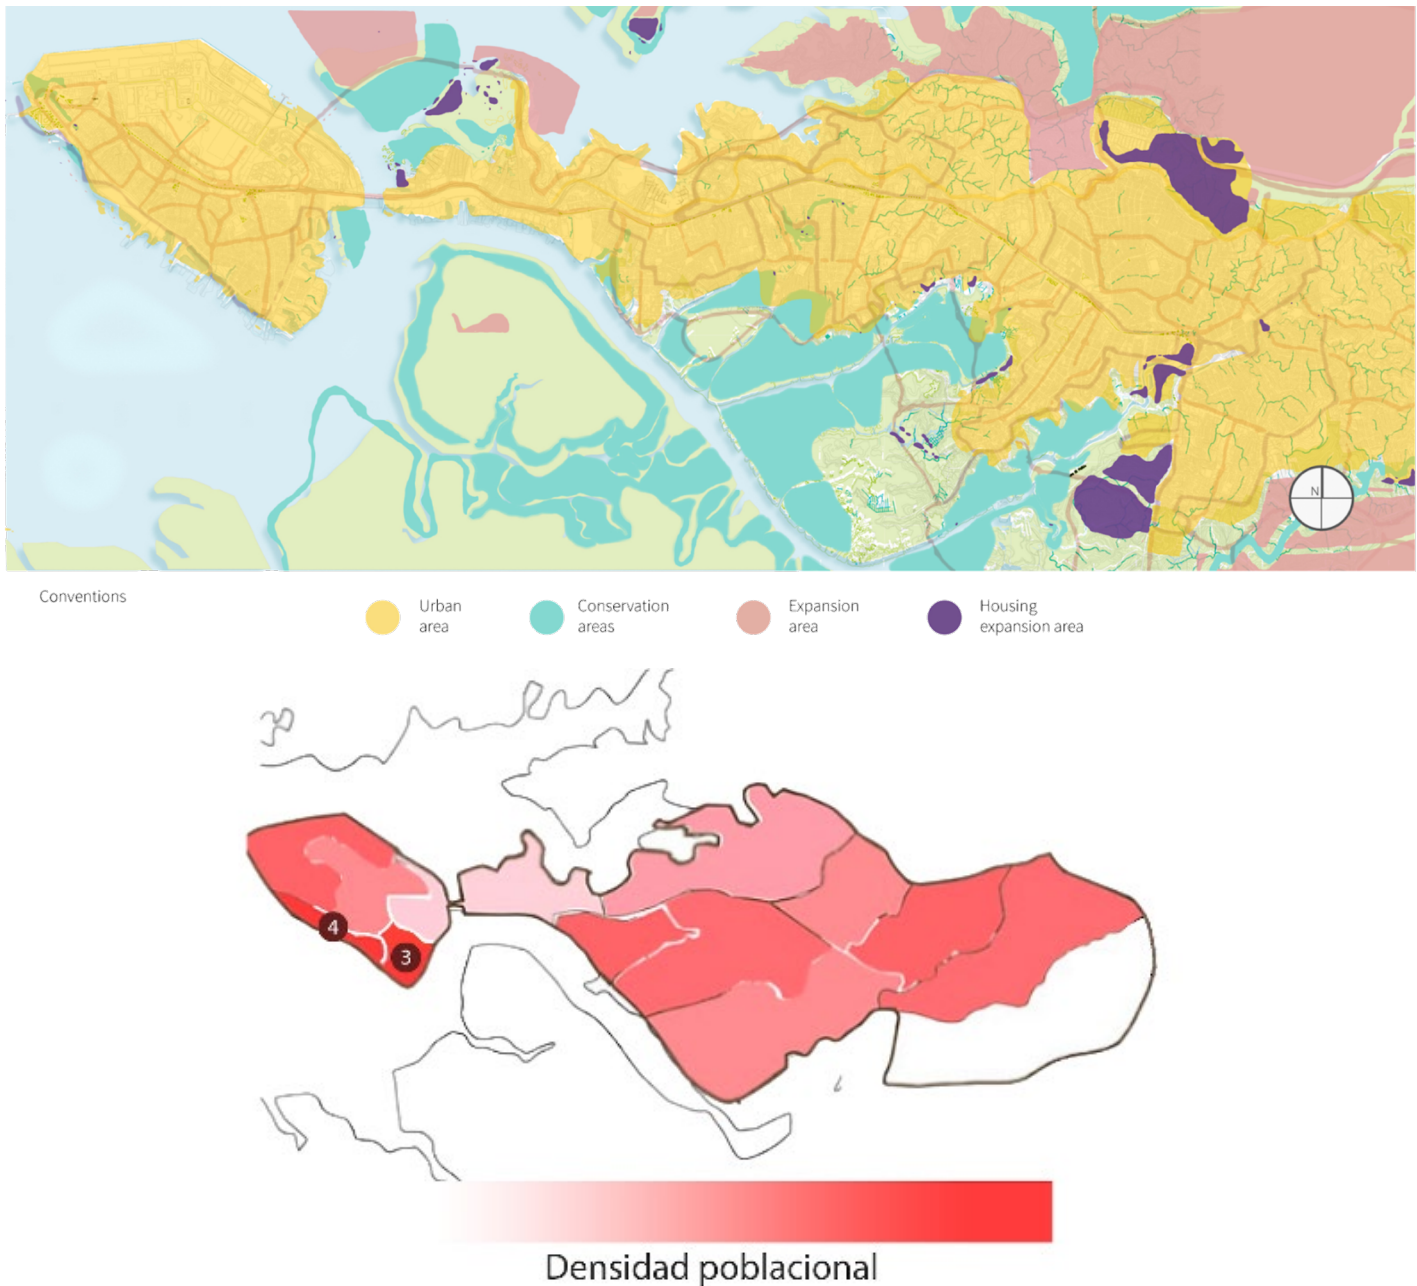 N
Conventions
Urban
area
Conservation
areas
Expansion
area
Housing
expansion area
4
3
Densidad poblacional